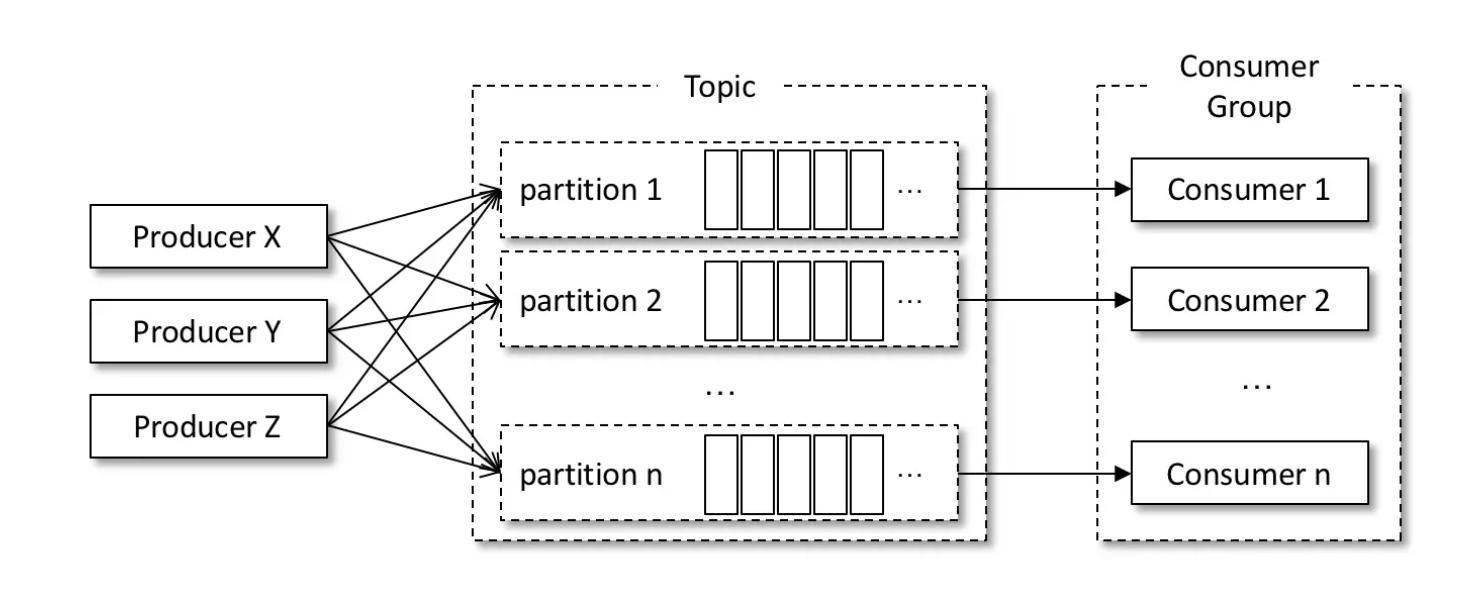 Topic
Consumer
Group
Producer X
Producer Y
Producer Z
partition 1 ...
partition 2 ...
...
partition n ...
Consumer 1
Consumer 2
...
Consumer n